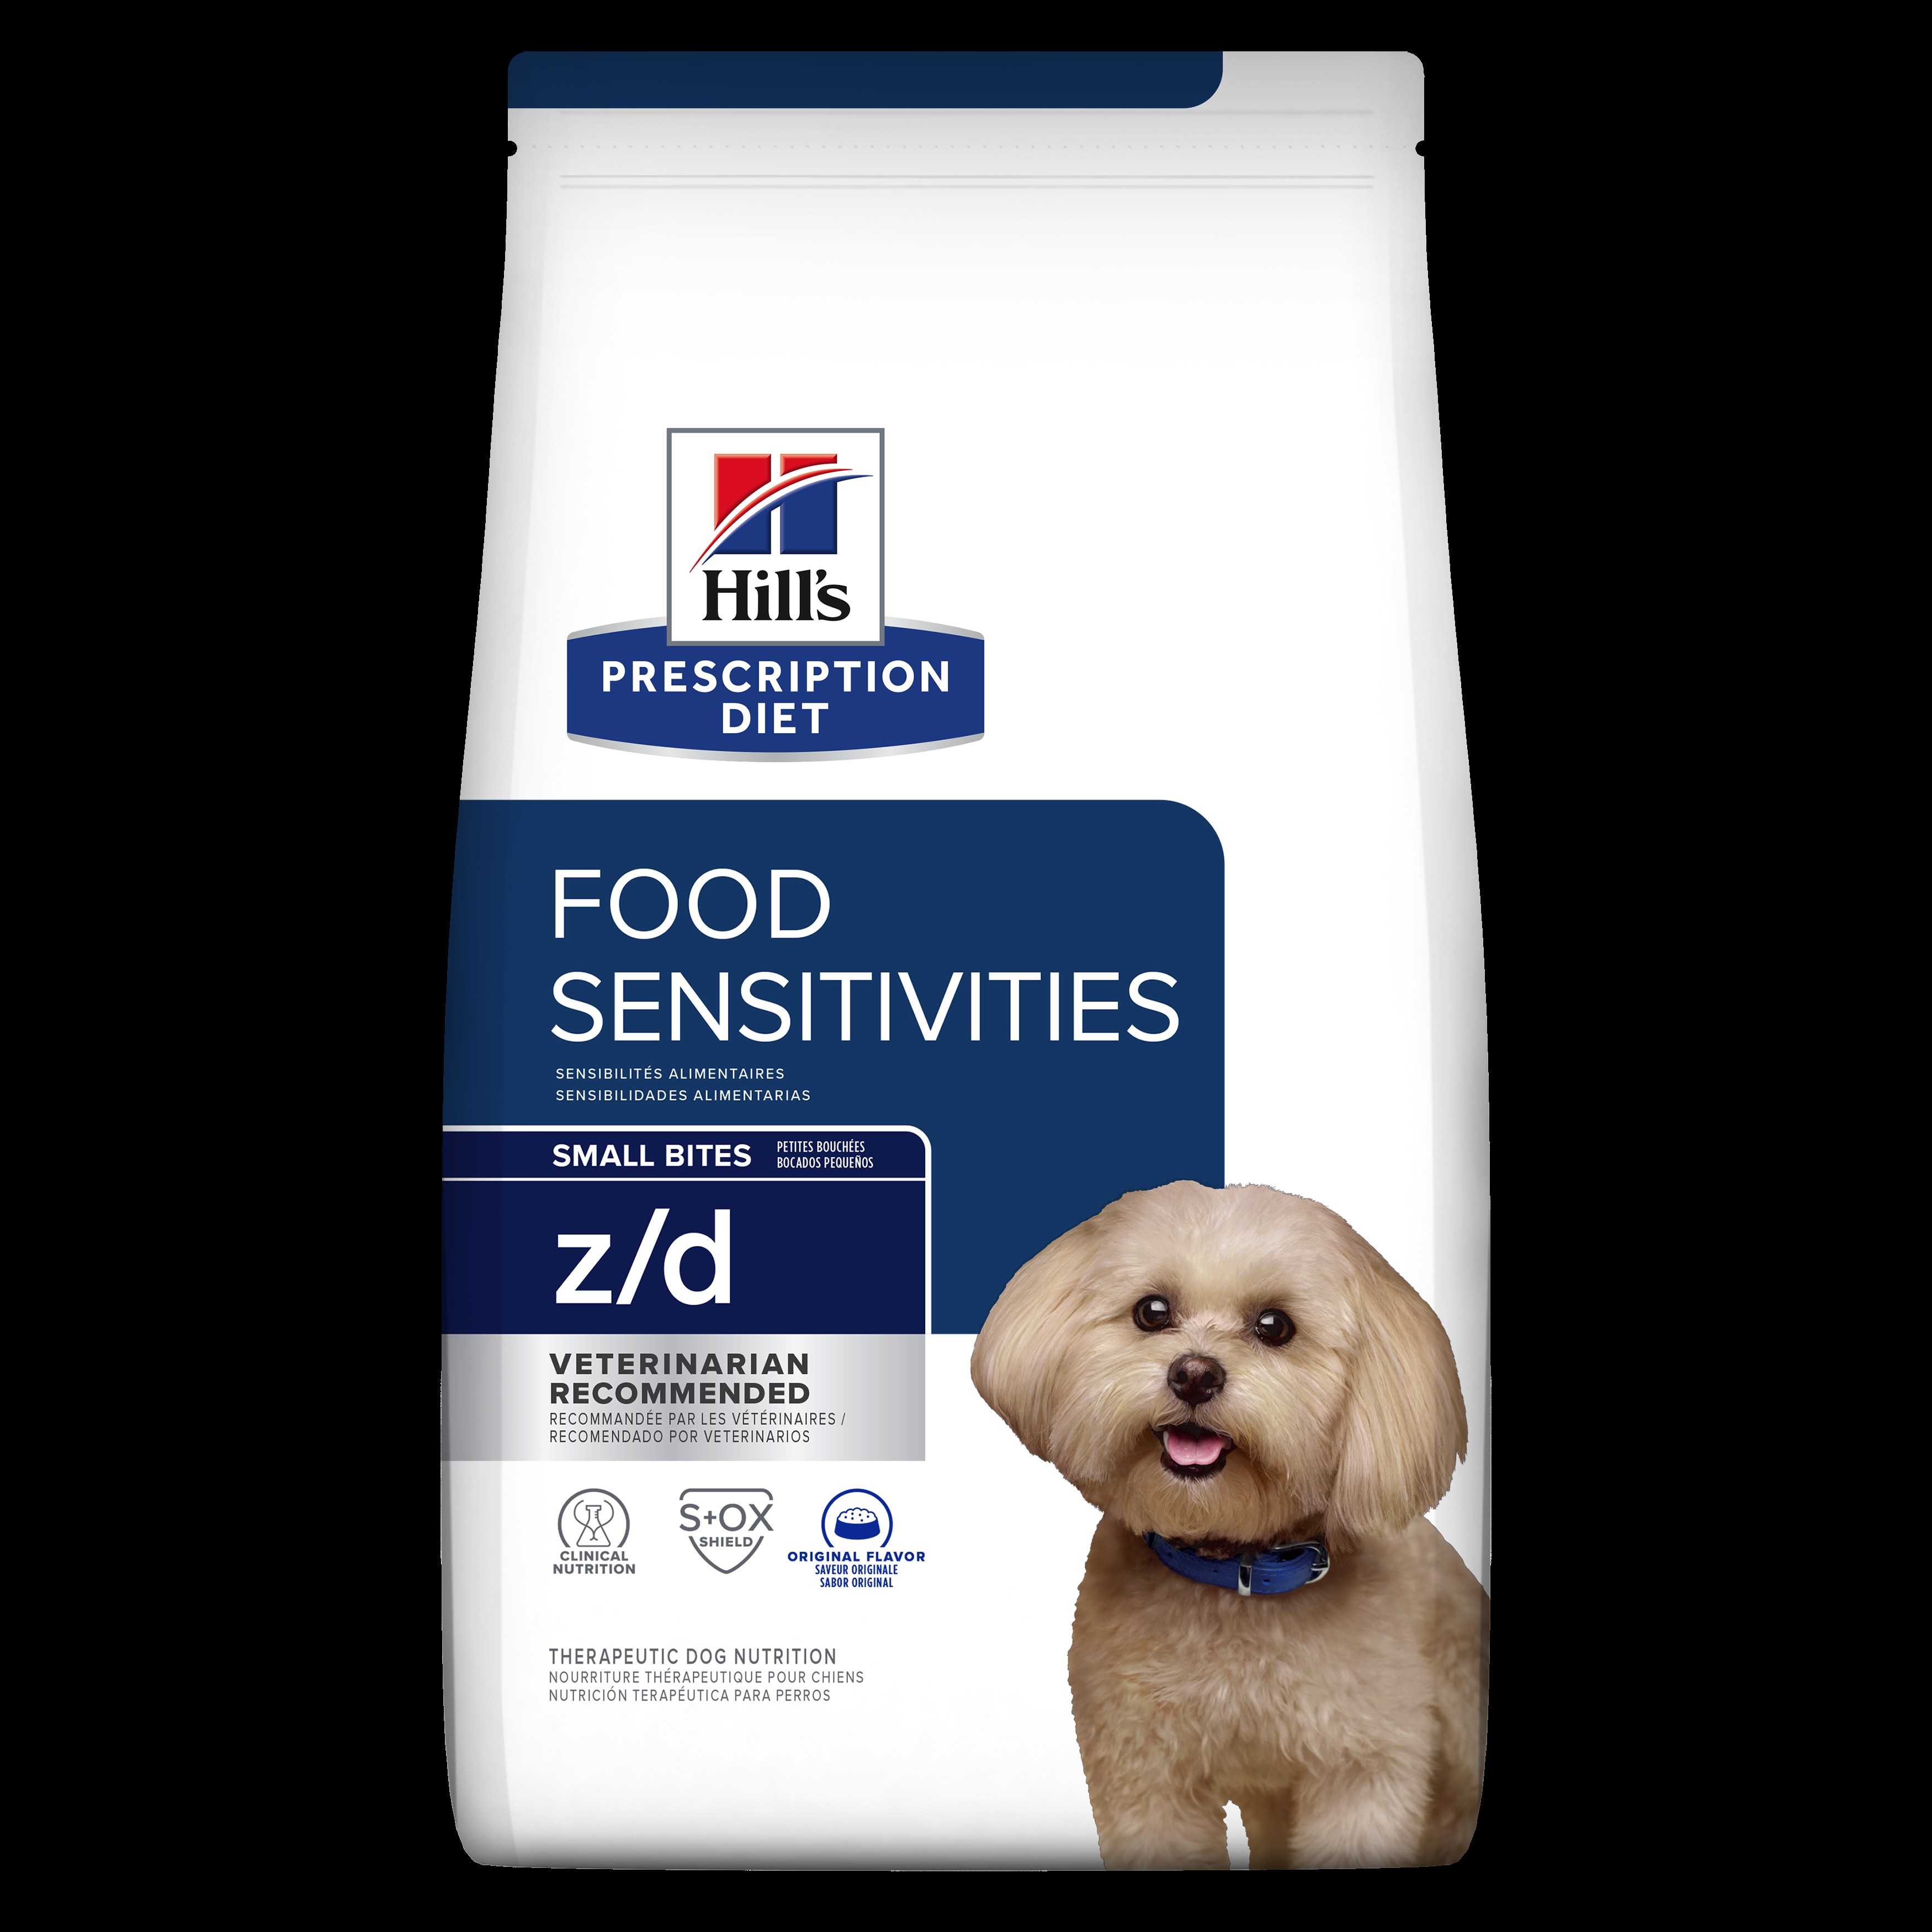 Hill's
PRESCRIPTION
DIET
FOOD
SENSITIVITIES
SENSIBILITÉS ALIMENTAIRES
SENSIBILIDADES ALIMENTARIAS
SMALL BITES
PETITES BOUCHÉES
BOCADOS PEQUEÑOS
z/d
VETERINARIAN
RECOMMENDED
RECOMMANDÉE PAR LES VÉTÉRINAIRES /
RECOMENDADO POR VETERINARIOS
CLINICAL
NUTRITION
S+OX
SHIELD
ORIGINAL FLAVOR
SAVEUR ORIGINALE
SABOR ORIGINAL
THERAPEUTIC DOG NUTRITION
NOURRITURE THÉRAPEUTIQUE POUR CHIENS
NUTRICIÓN TERAPÉUTICA PARA PERROS